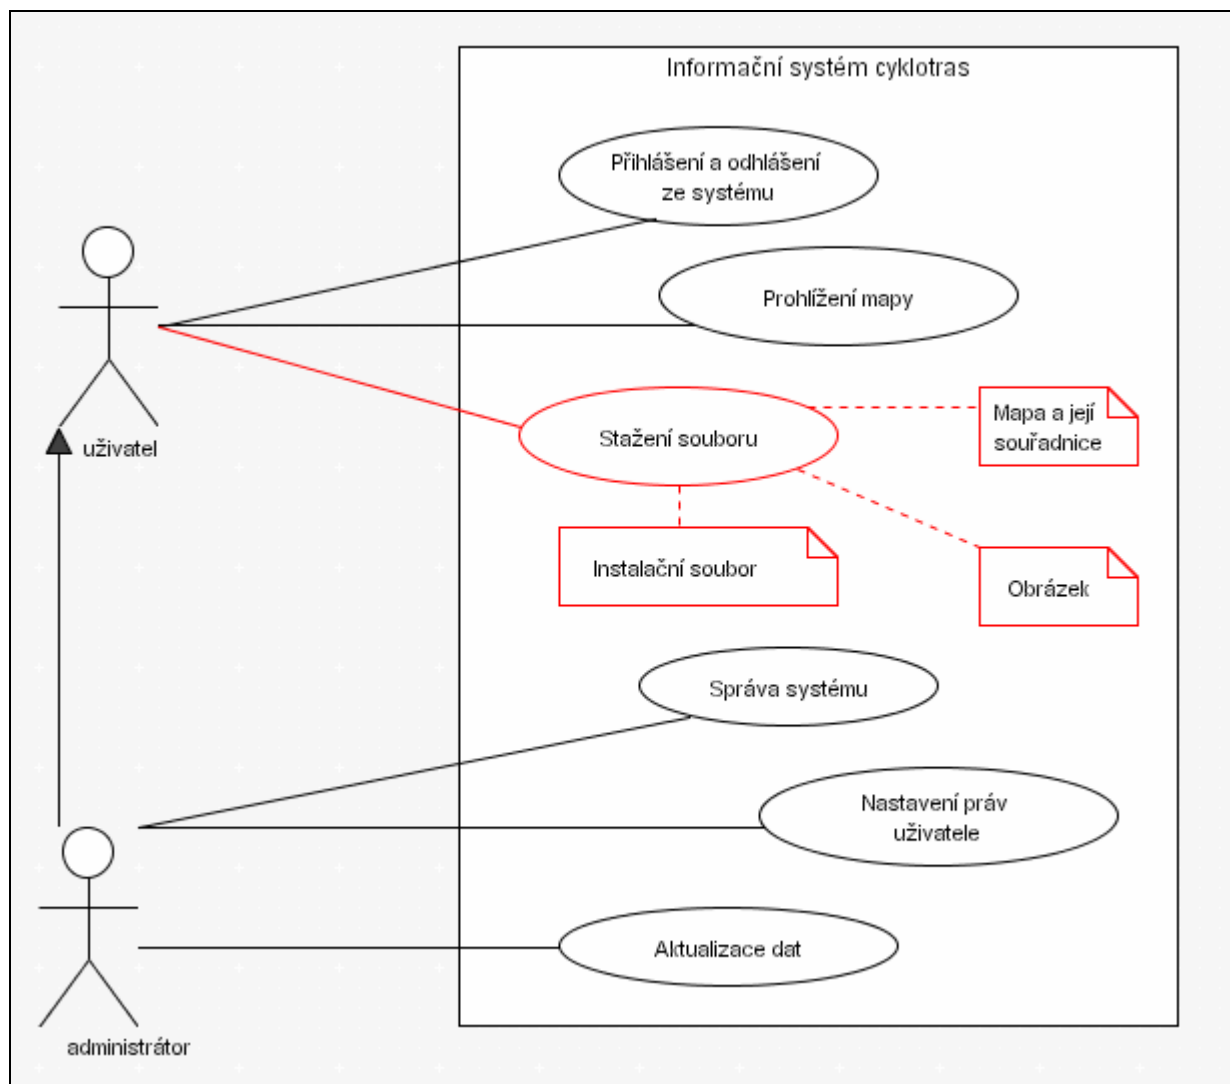 Informační systém cyklotras
Přihlášení a odhlášení
ze systému
Prohlížení mapy
uživatel
Stažení souboru
Mapa a její
souřadnice
Instalační soubor
Obrázek
Správa systému
Nastavení práv
uživatele
Aktualizace dat
administrátor